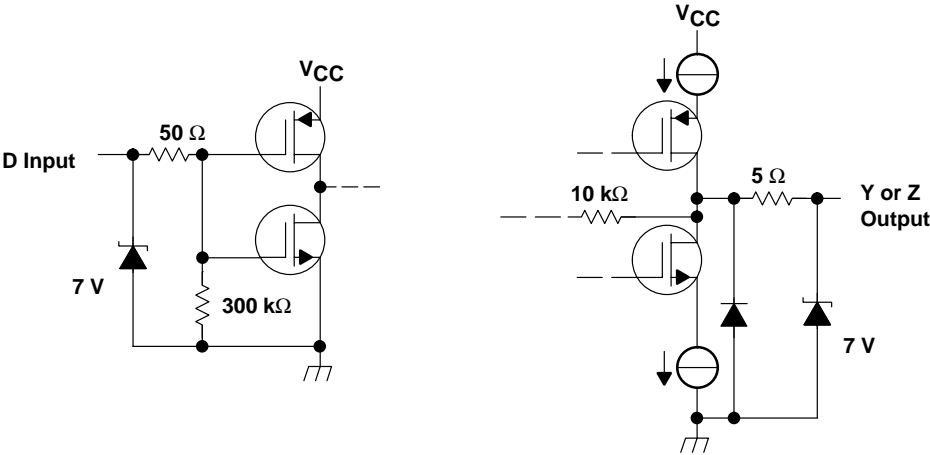 VCC
50 Ω
D Input
7 V
300 kΩ
VCC
5 Ω
10 kΩ
Y or Z
Output
7 V